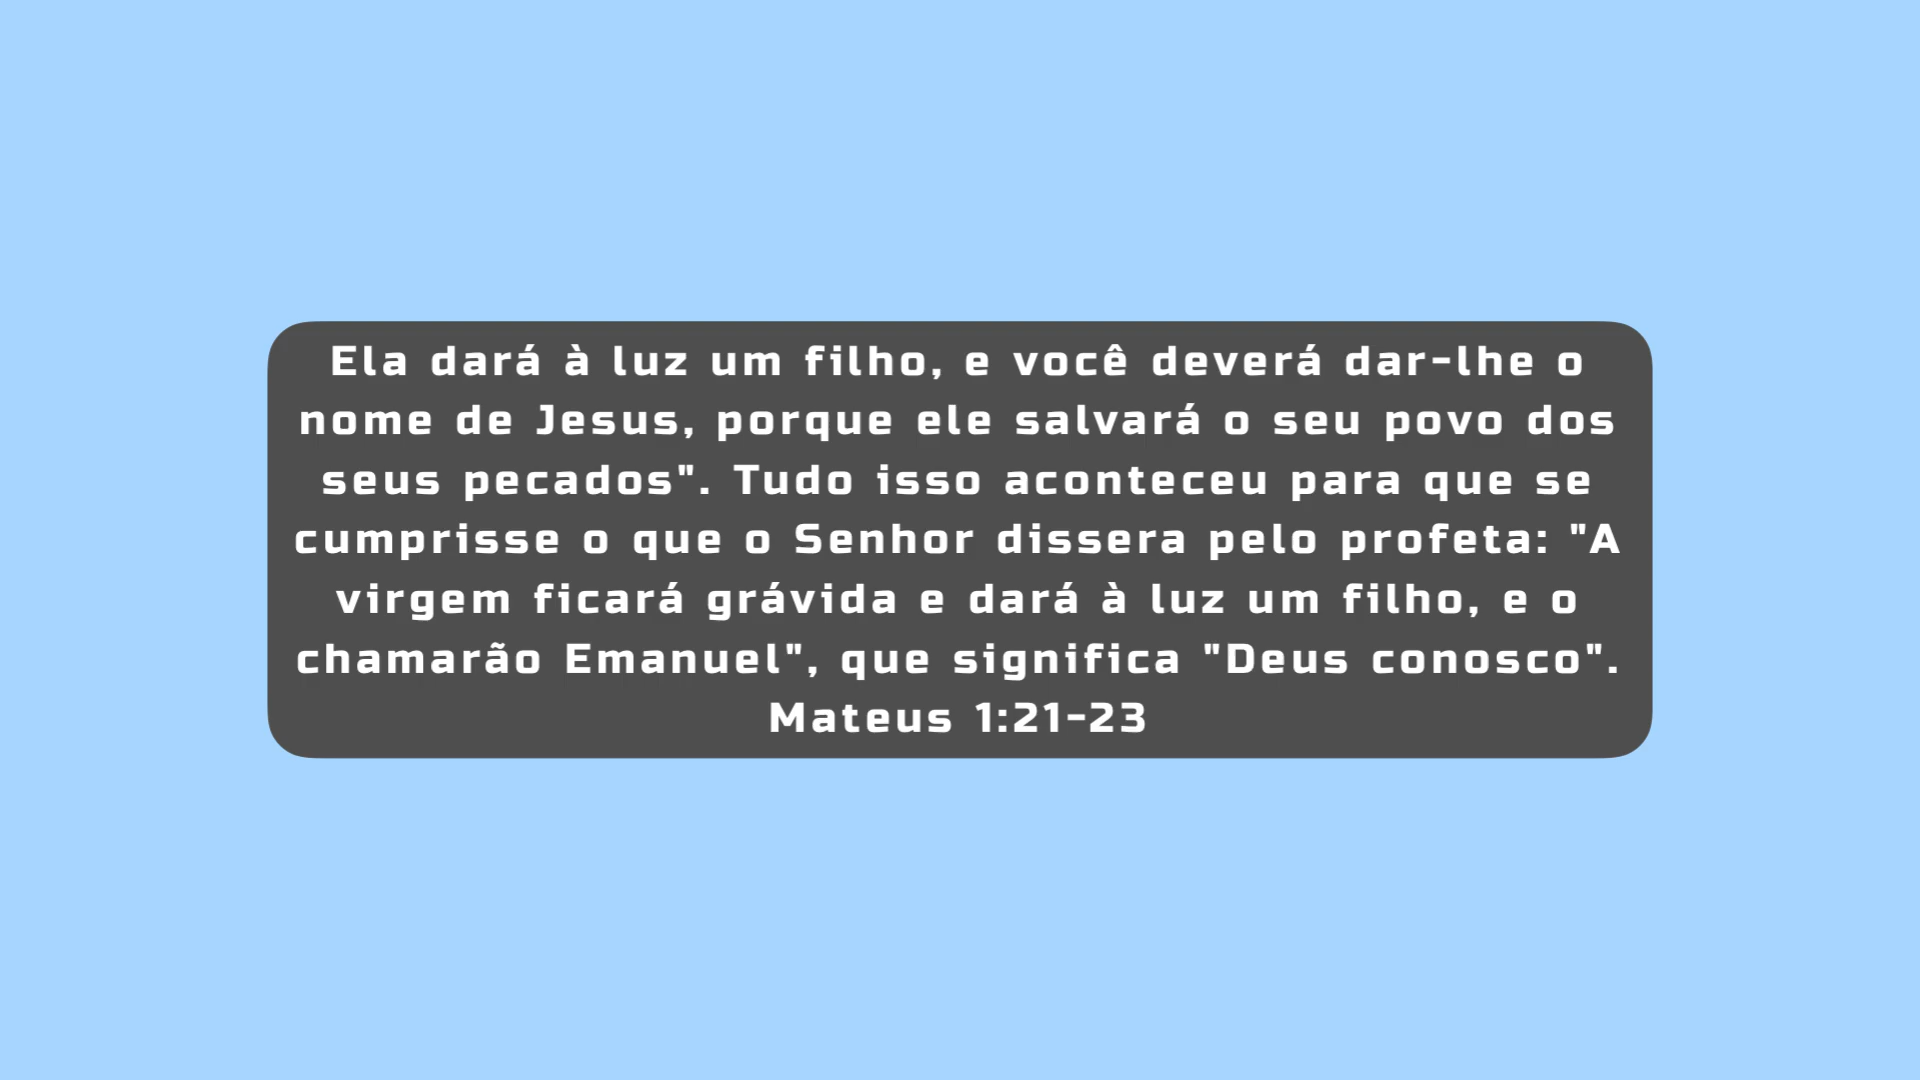 Ela dará à luz um filho, e você deverá dar-lhe o
nome de Jesus, porque ele salvará o seu povo dos
seus pecados". Tudo isso aconteceu para que se
cumprisse o que o Senhor dissera pelo profeta: "A
virgem ficará grávida e dará à luz um filho, e o
chamarão Emanuel", que significa "Deus conosco".
Mateus 1:21-23